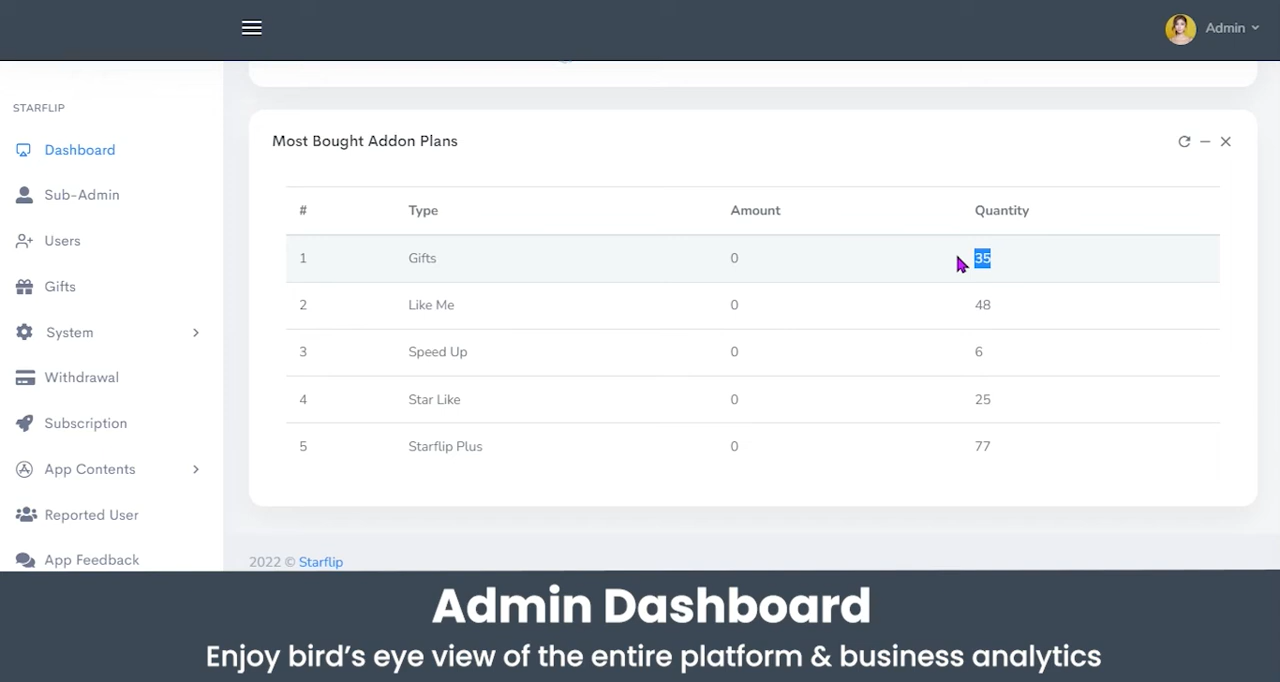 Admin
STARFLIP
Dashboard
Sub-Admin
Users
Gifts
System
Withdrawal
Subscription
App Contents
Reported User
App Feedback
Most Bought Addon Plans
# Type Amount Quantity
1 Gifts 0 35
2 Like Me 0 48
3 Speed Up 0 6
4 Star Like 0 25
5 Starflip Plus 0 77
2022 © Starflip
Admin Dashboard
Enjoy bird’s eye view of the entire platform & business analytics